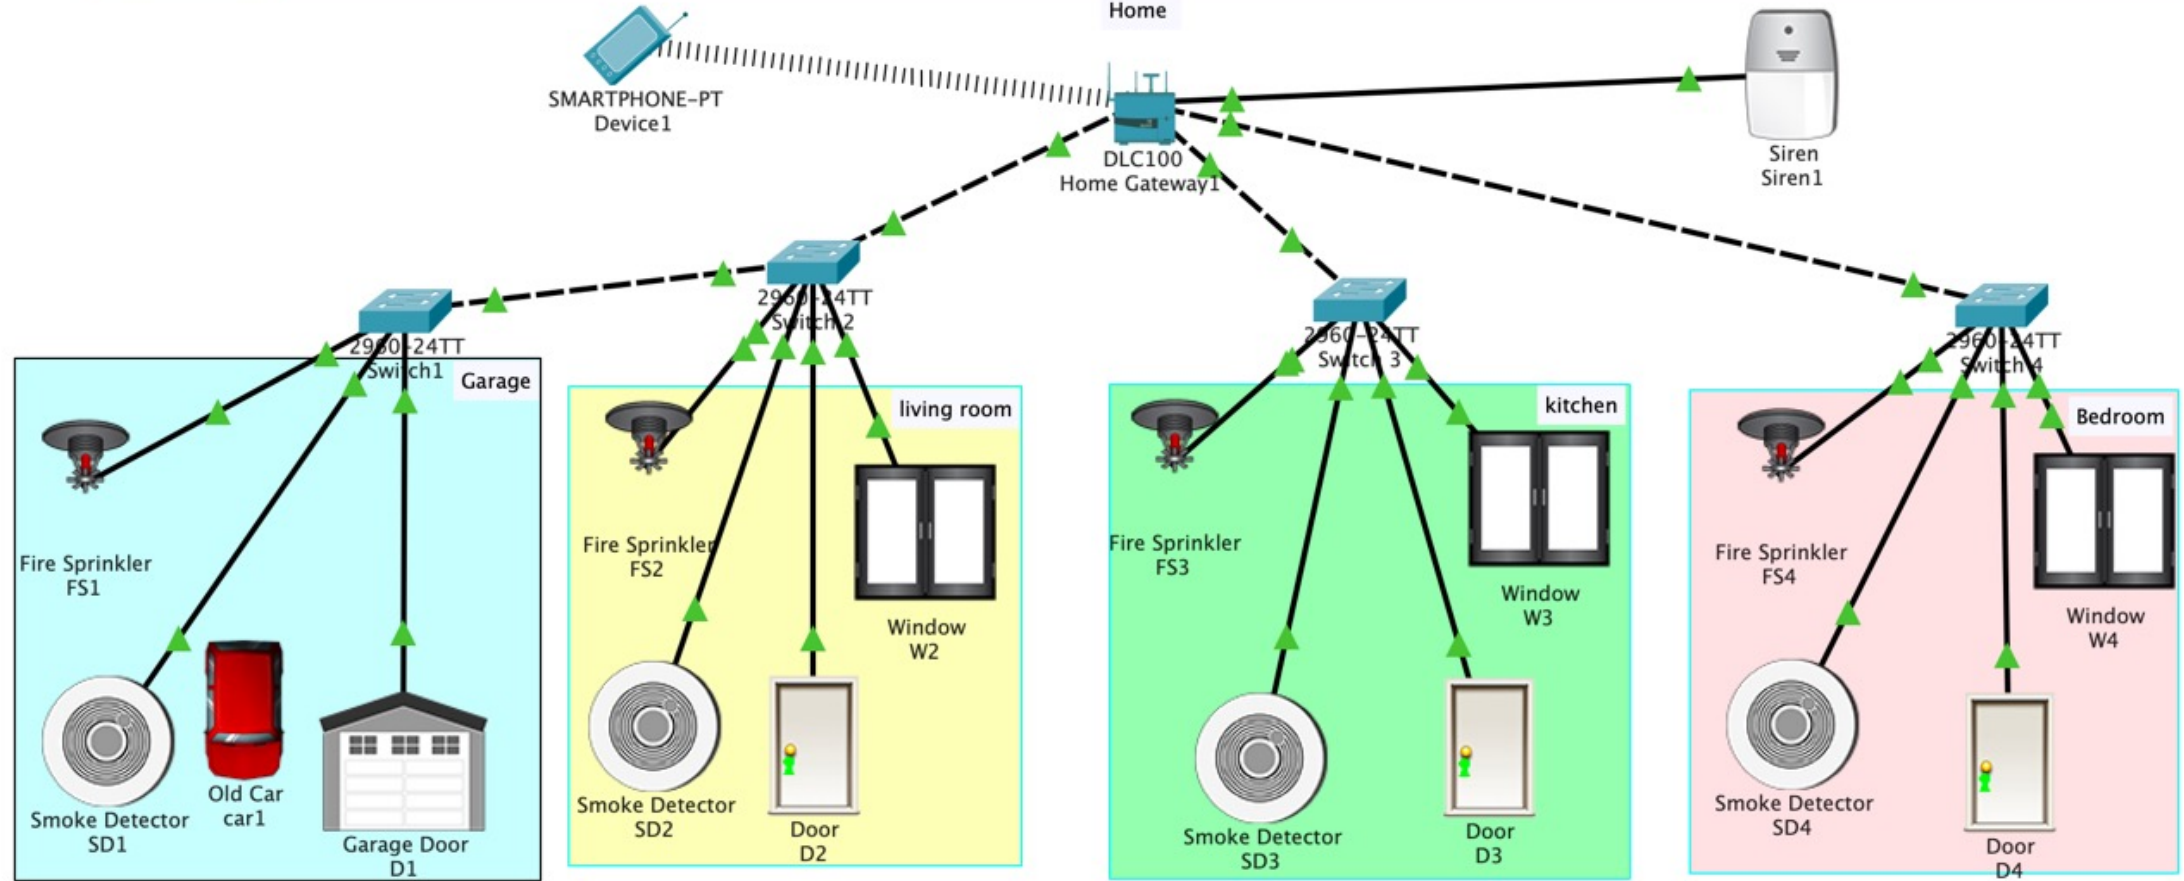 Home
SMARTPHONE-PT
Device1
DLC100
Home Gateway1
Siren
Siren1
2960-24TT
Switch1
2960-24TT
Switch 2
2960-24TT
Switch 3
2960-24TT
Switch 4
Garage
Fire Sprinkler
FS1
Smoke Detector
SD1
Old Car
car1
Garage Door
D1
living room
Fire Sprinkler
FS2
Window
W2
Smoke Detector
SD2
Door
D2
kitchen
Fire Sprinkler
FS3
Window
W3
Smoke Detector
SD3
Door
D3
Bedroom
Fire Sprinkler
FS4
Window
W4
Smoke Detector
SD4
Door
D4